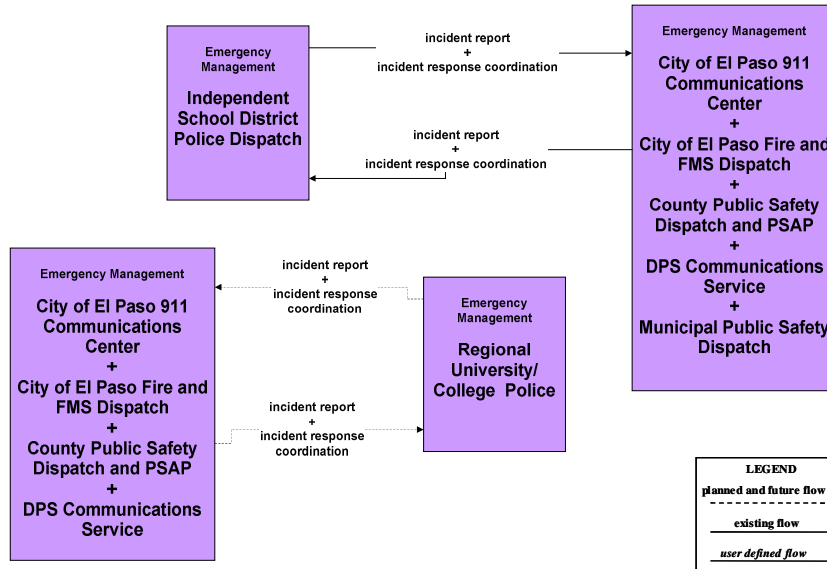 Emergency
Management
Independent
School District
Police Dispatch
incident report
+
incident response coordination
incident report
+
incident response coordination
Emergency Management
City of El Paso 911
Communications
Center
+
City of El Paso Fire and
FMS Dispatch
+
County Public Safety
Dispatch and PSAP
+
DPS Communications
Service
+
Municipal Public Safety
Dispatch
Emergency Management
City of El Paso 911
Communications
Center
+
City of El Paso Fire and
FMS Dispatch
+
County Public Safety
Dispatch and PSAP
+
DPS Communications
Service
incident report
+
incident response
coordination
incident report
+
incident response
coordination
Emergency
Management
Regional
University/
College Police
LEGEND
planned and future flow
existing flow
user defined flow